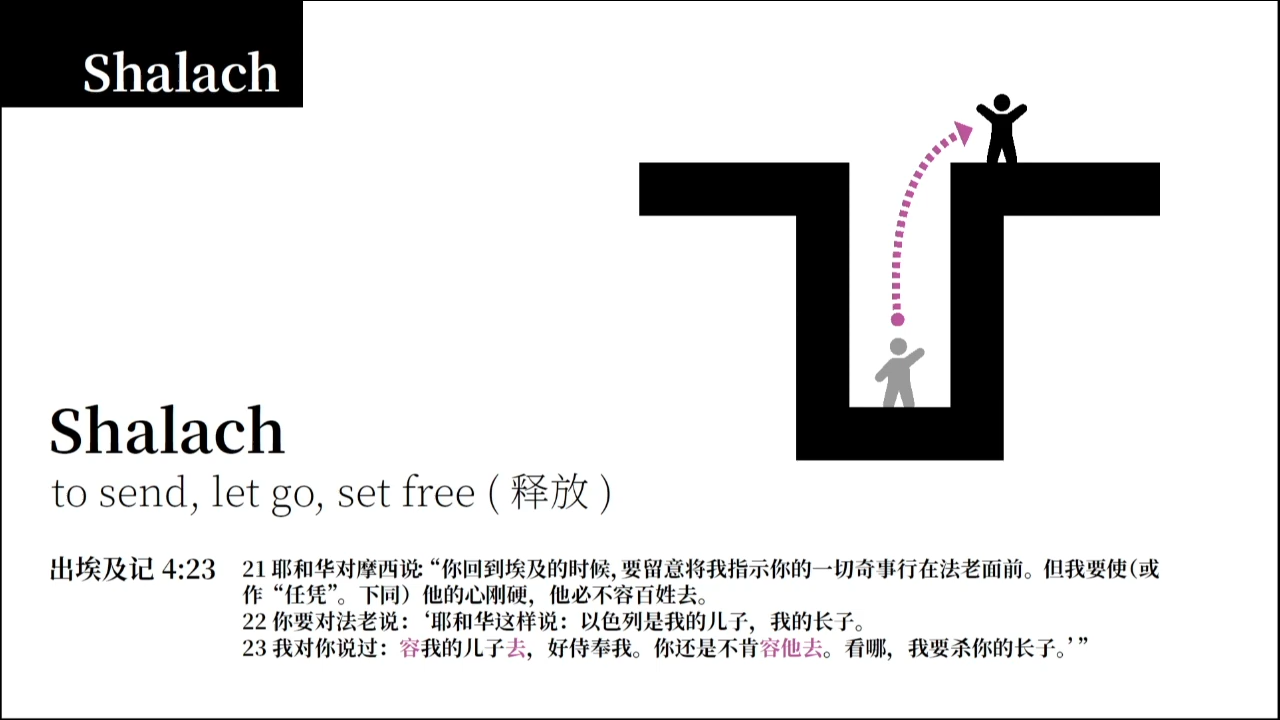 Shalach
Shalach
to send, let go, set free ( 释放 )
出埃及记 4:23
21 耶和华对摩西说: “你回到埃及的时候, 要留意将我指示你的一切奇事行在法老面前。但我要使(或
作“任凭”。下同）他的心刚硬，他必不容百姓去。
22 你要对法老说：‘耶和华这样说：以色列是我的儿子，我的长子。
23 我对你说过：容我的儿子去，好侍奉我。你还是不肯容他去。看哪，我要杀你的长子。’”